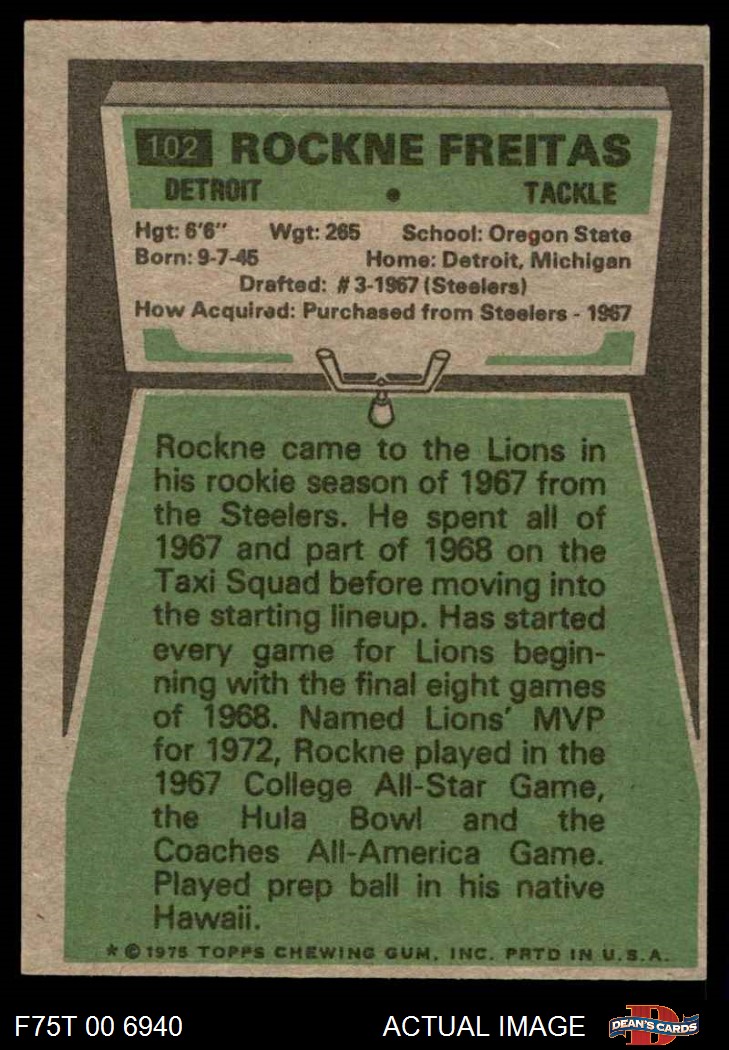 102 ROCKNE FREITAS
DETROIT • TACKLE
Hgt: 6'6" Wgt: 265 School: Oregon State
Born: 9-7-45 Home: Detroit, Michigan
Drafted: #3-1967 (Steelers)
How Acquired: Purchased from Steelers - 1967
Rockne came to the Lions in
his rookie season of 1967 from
the Steelers. He spent all of
1967 and part of 1968 on the
Taxi Squad before moving into
the starting lineup. Has started
every game for Lions begin-
ning with the final eight games
of 1968. Named Lions' MVP
for 1972, Rockne played in the
1967 College All-Star Game,
the Hula Bowl and the
Coaches All-America Game.
Played prep ball in his native
Hawaii.
* © 1975 TOPPS CHEWING GUM, INC. PRTD IN U.S.A.
F75T 00 6940 ACTUAL IMAGE D DEAN'S CARDS